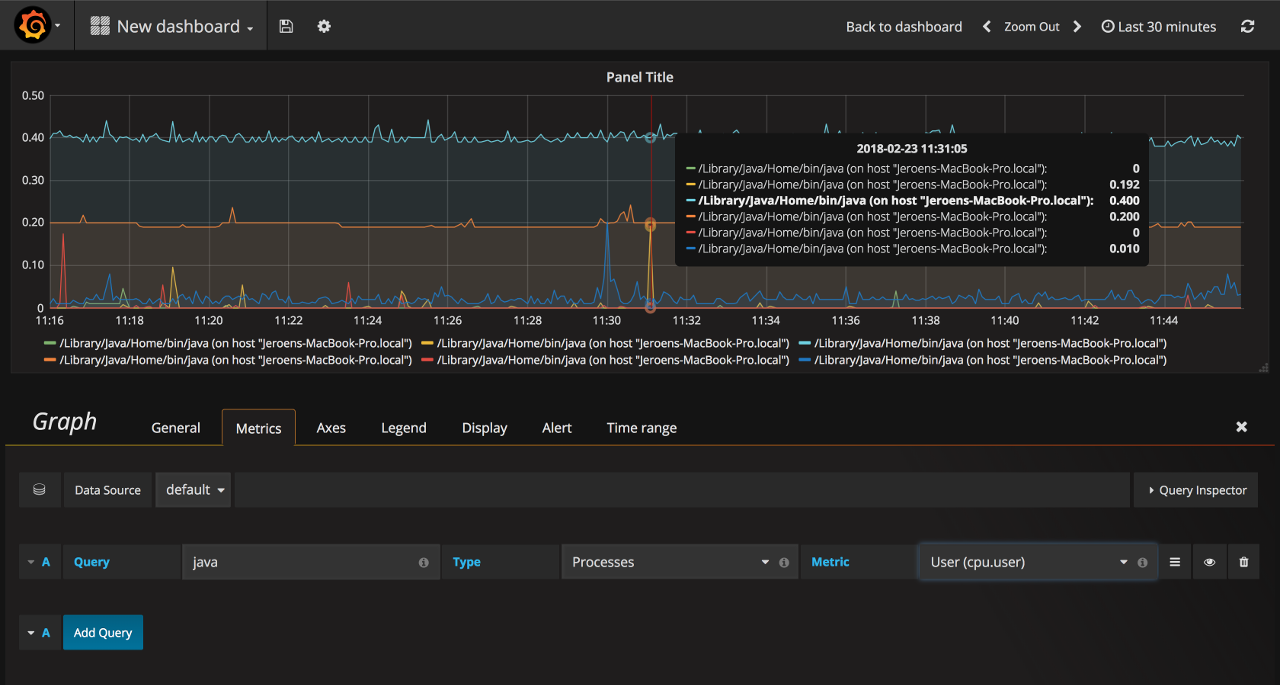 New dashboard
Back to dashboard Zoom Out Last 30 minutes
Panel Title
0.50
0.40
0.30
0.20
0.10
0
11:16 11:18 11:20 11:22 11:24 11:26 11:28 11:30 11:32 11:34 11:36 11:38 11:40 11:42 11:44
2018-02-23 11:31:05
/Library/Java/Home/bin/java (on host "Jeroens-MacBook-Pro.local"): 0
/Library/Java/Home/bin/java (on host "Jeroens-MacBook-Pro.local"): 0.192
/Library/Java/Home/bin/java (on host "Jeroens-MacBook-Pro.local"): 0.400
/Library/Java/Home/bin/java (on host "Jeroens-MacBook-Pro.local"): 0.200
/Library/Java/Home/bin/java (on host "Jeroens-MacBook-Pro.local"): 0
/Library/Java/Home/bin/java (on host "Jeroens-MacBook-Pro.local"): 0.010
/Library/Java/Home/bin/java (on host "Jeroens-MacBook-Pro.local") /Library/Java/Home/bin/java (on host "Jeroens-MacBook-Pro.local") /Library/Java/Home/bin/java (on host "Jeroens-MacBook-Pro.local")
/Library/Java/Home/bin/java (on host "Jeroens-MacBook-Pro.local") /Library/Java/Home/bin/java (on host "Jeroens-MacBook-Pro.local") /Library/Java/Home/bin/java (on host "Jeroens-MacBook-Pro.local")
Graph General Metrics Axes Legend Display Alert Time range
Data Source default Query Inspector
A Query java Type Processes Metric User (cpu.user)
A Add Query